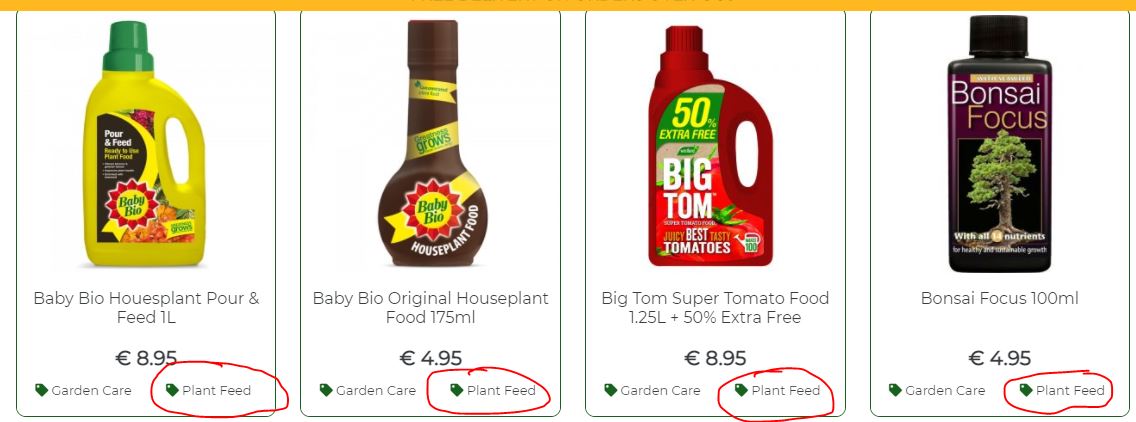 Pour
& Feed
Ready to Use
Plant Food
Baby
Bio
Greatness
grows
Baby Bio Houesplant Pour &
Feed 1L
€ 8.95
Garden Care
Plant Feed
Greatness
grows
Baby
Bio
HOUSEPLANT FOOD
Baby Bio Original Houseplant
Food 175ml
€ 4.95
Garden Care
Plant Feed
50%
EXTRA FREE
BIG
TOM
SUPER TOMATO FOOD
JUICY BEST TASTY
TOMATOES
Big Tom Super Tomato Food
1.25L + 50% Extra Free
€ 8.95
Garden Care
Plant Feed
WITH SEAWEED
Bonsai
Focus
With all 14 nutrients
for healthy and sustainable growth
Bonsai Focus 100ml
€ 4.95
Garden Care
Plant Feed